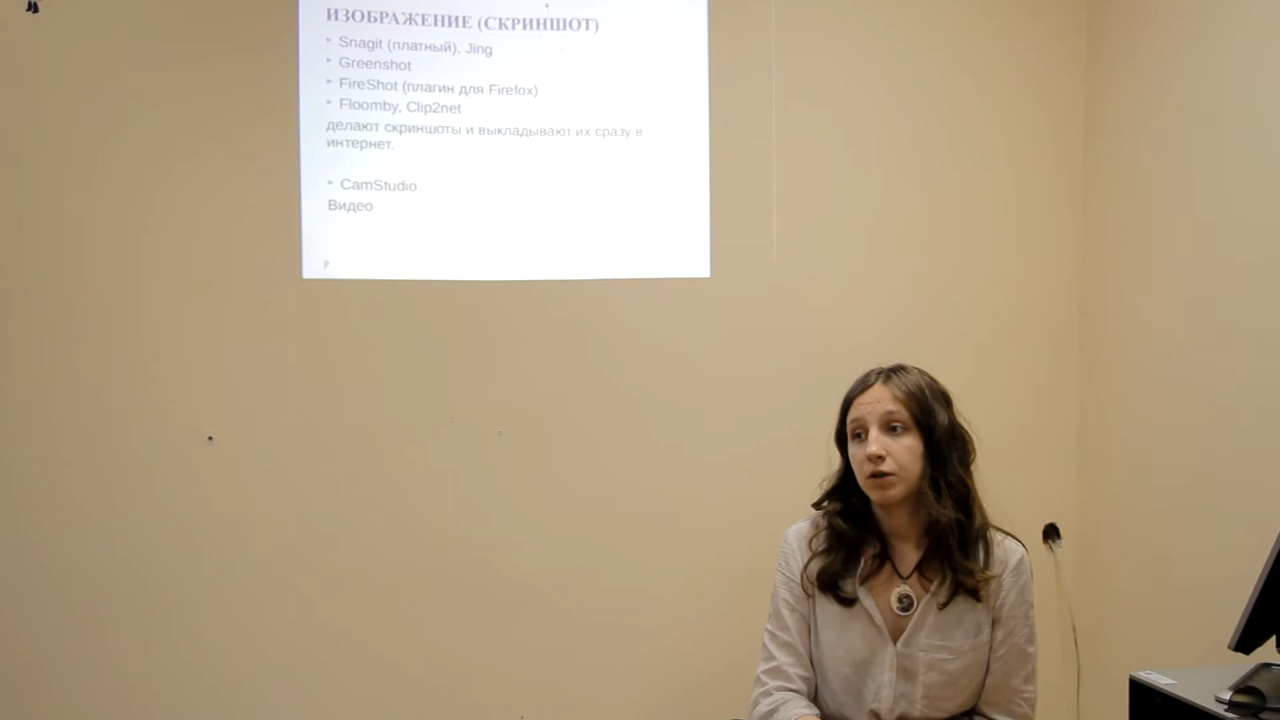 ИЗОБРАЖЕНИЕ (СКРИНШОТ)
Snagit (платный), Jing
Greenshot
FireShot (плагин для Firefox)
Floomby, Clip2net
делают скриншоты и выкладывают их сразу в
интернет.
CamStudio
Видео